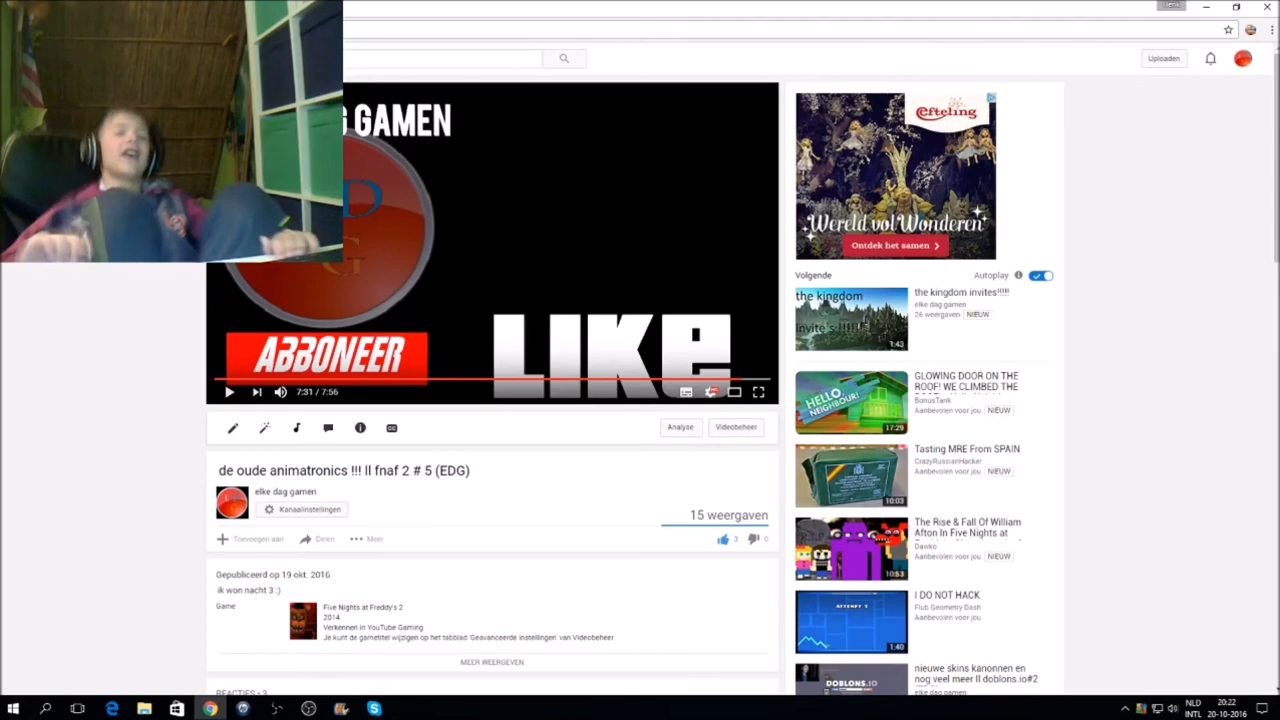 Uploaden
G GAMEN
D
G
ABBONEER
LIKE
7:31 / 7:56
Analyse
Videobeheer
de oude animatronics !!! ll fnaf 2 # 5 (EDG)
elke dag gamen
Kanaalinstellingen
15 weergaven
Toevoegen aan
Delen
Meer
3
0
Gepubliceerd op 19 okt. 2016
ik won nacht 3 :)
Game
Five Nights at Freddy's 2
2014
Verkennen in YouTube Gaming
Je kunt de gametitel wijzigen op het tabblad 'Geavanceerde instellingen' van Videobeheer
MEER WEERGEVEN
REACTIES • 3
Efteling
Wereld vol Wonderen
Ontdek het samen
Volgende
Autoplay
the kingdom
invite's !!!!!
1:43
the kingdom invites!!!!!
elke dag gamen
26 weergaven NIEUW
HELLO
NEIGHBOUR!
17:29
GLOWING DOOR ON THE
ROOF! WE CLIMBED THE
BonusTank
Aanbevolen voor jou NIEUW
10:03
Tasting MRE From SPAIN
CrazyRussianHacker
Aanbevolen voor jou NIEUW
10:53
The Rise & Fall Of William
Afton In Five Nights at
Dawko
Aanbevolen voor jou NIEUW
ATTEMPT 1
1:40
I DO NOT HACK
Flub Geometry Dash
Aanbevolen voor jou
DOBLONS.IO
nieuwe skins kanonnen en
nog veel meer ll doblons.io#2
elke dag gamen
NLD
INTL
20:22
20-10-2016